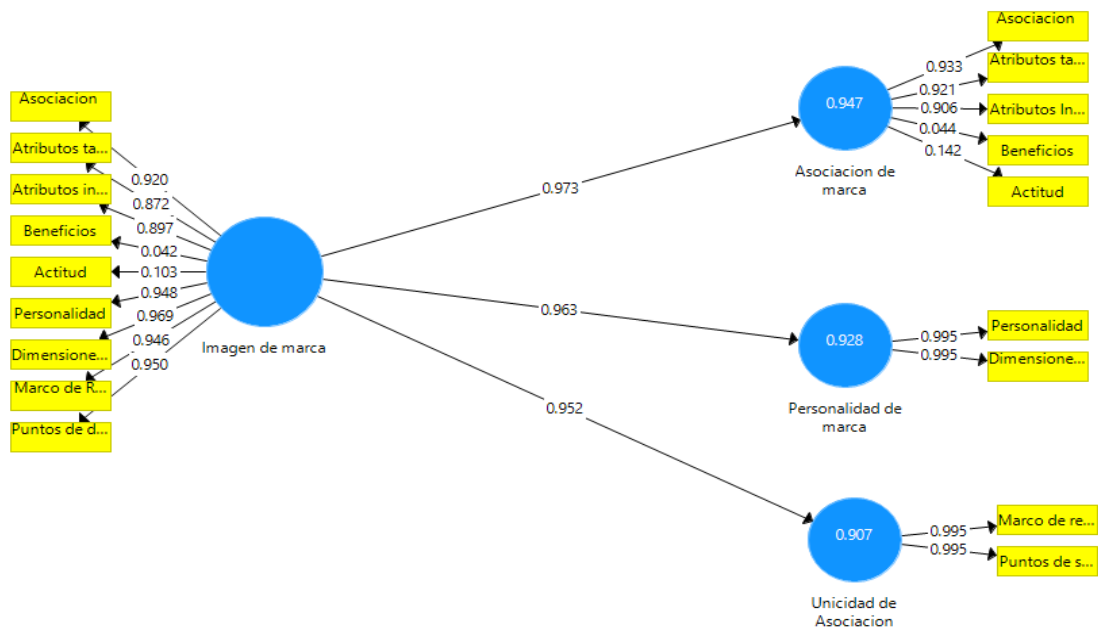 Asociacion
Atributos ta...
Atributos in...
Beneficios
Actitud
Personalidad
Dimensione...
Marco de R...
Puntos de d...
0.920
0.872
0.897
0.042
0.103
0.948
0.969
0.946
0.950
Imagen de marca
0.973
0.963
0.952
0.947
Asociacion de
marca
0.933
0.921
0.906
0.044
0.142
Asociacion
Atributos ta...
Atributos In...
Beneficios
Actitud
0.928
Personalidad de
marca
0.995
0.995
Personalidad
Dimensione...
0.907
Unicidad de
Asociacion
0.995
0.995
Marco de re...
Puntos de s...